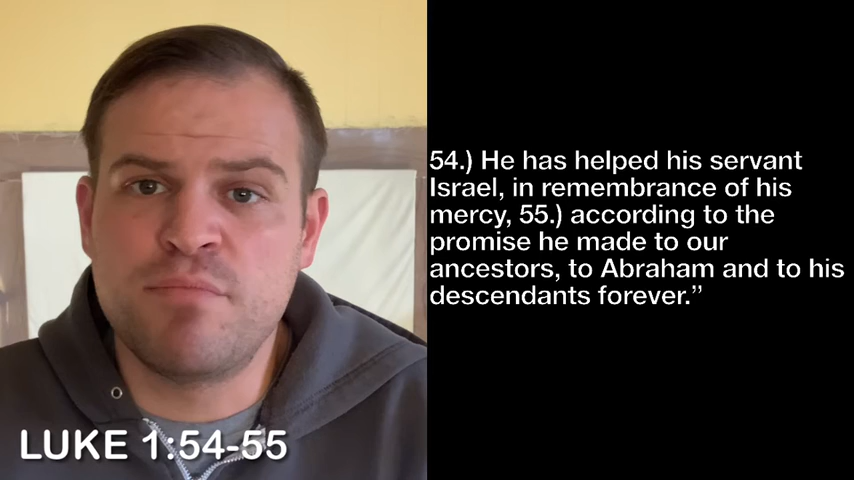 54.) He has helped his servant
Israel, in remembrance of his
mercy, 55.) according to the
promise he made to our
ancestors, to Abraham and to his
descendants forever.”
LUKE 1:54-55